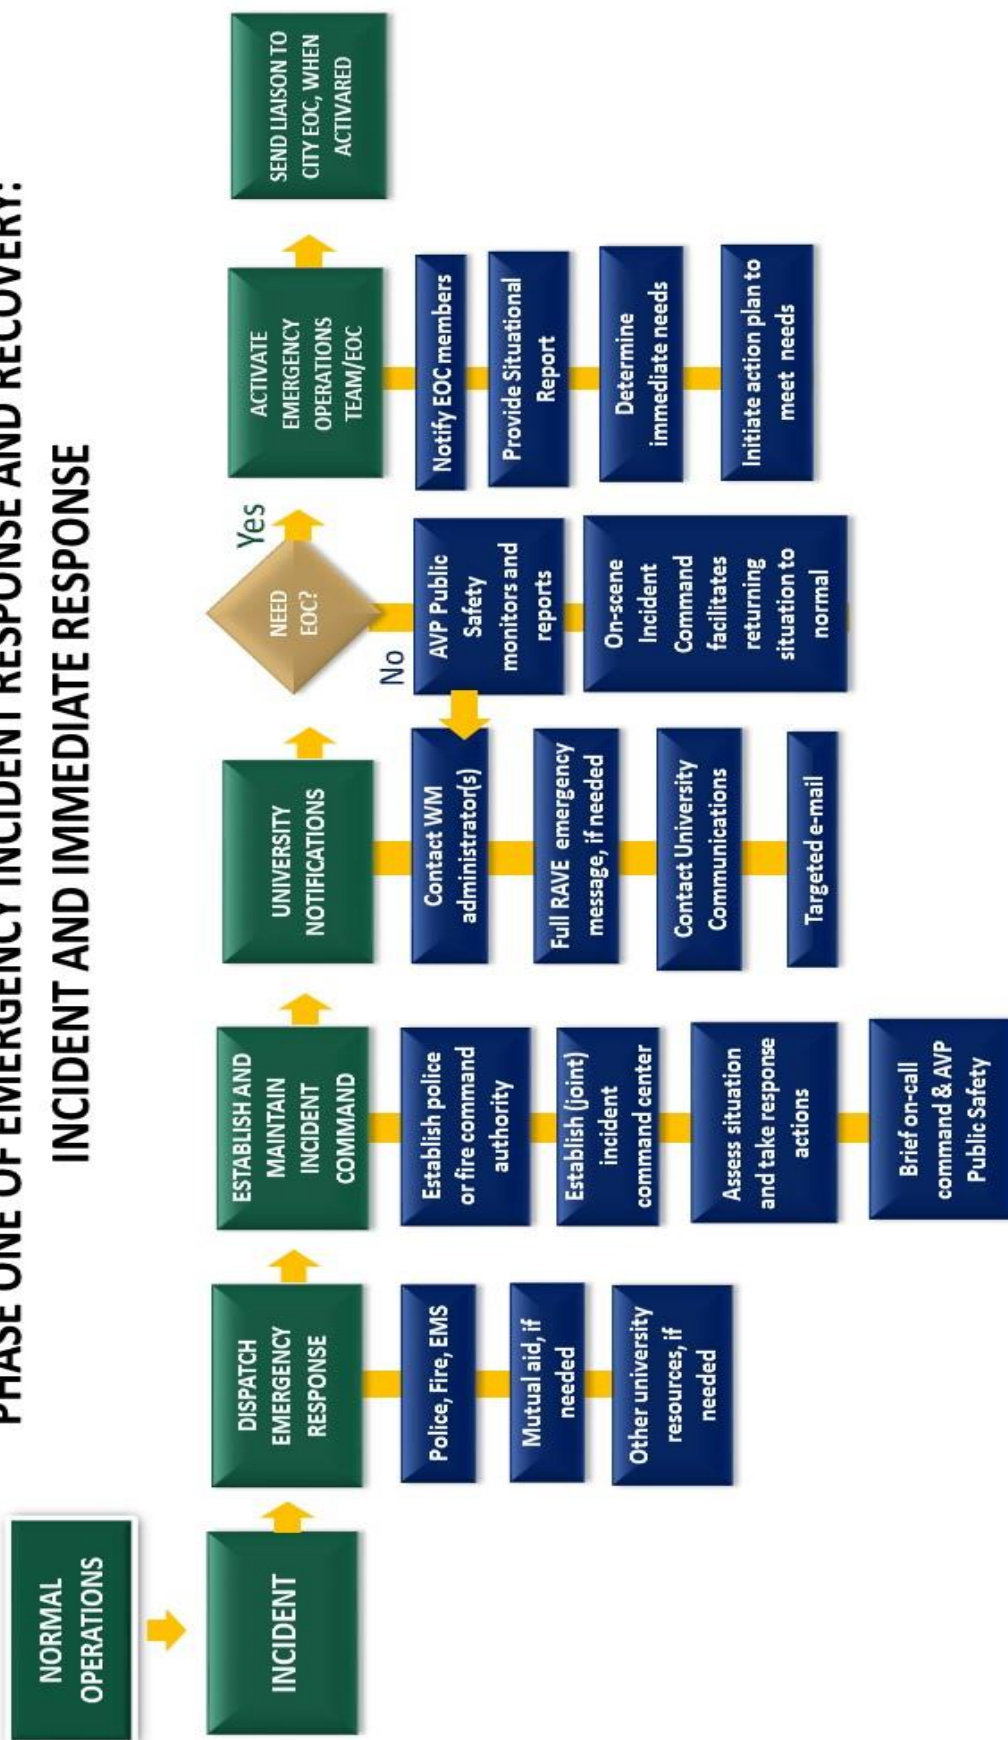 PHASE ONE OF EMERGENCY INCIDENT RESPONSE AND RECOVERY:
INCIDENT AND IMMEDIATE RESPONSE
NORMAL
OPERATIONS
INCIDENT
DISPATCH
EMERGENCY
RESPONSE
Police, Fire, EMS
Mutual aid, if
needed
Other university
resources, if
needed
ESTABLISH AND
MAINTAIN
INCIDENT
COMMAND
Establish police
or fire command
authority
Establish (joint)
incident
command center
Assess situation
and take response
actions
Brief on-call
command & AVP
Public Safety
UNIVERSITY
NOTIFICATIONS
Contact WM
administrator(s)
Full RAVE emergency
message, if needed
Contact University
Communications
Targeted e-mail
NEED
EOC?
Yes
No
AVP Public
Safety
monitors and
reports
On-scene
Incident
Command
facilitates
returning
situation to
normal
ACTIVATE
EMERGENCY
OPERATIONS
TEAM/EOC
Notify EOC members
Provide Situational
Report
Determine
immediate needs
Initiate action plan to
meet needs
SEND LIAISON TO
CITY EOC, WHEN
ACTIVARED